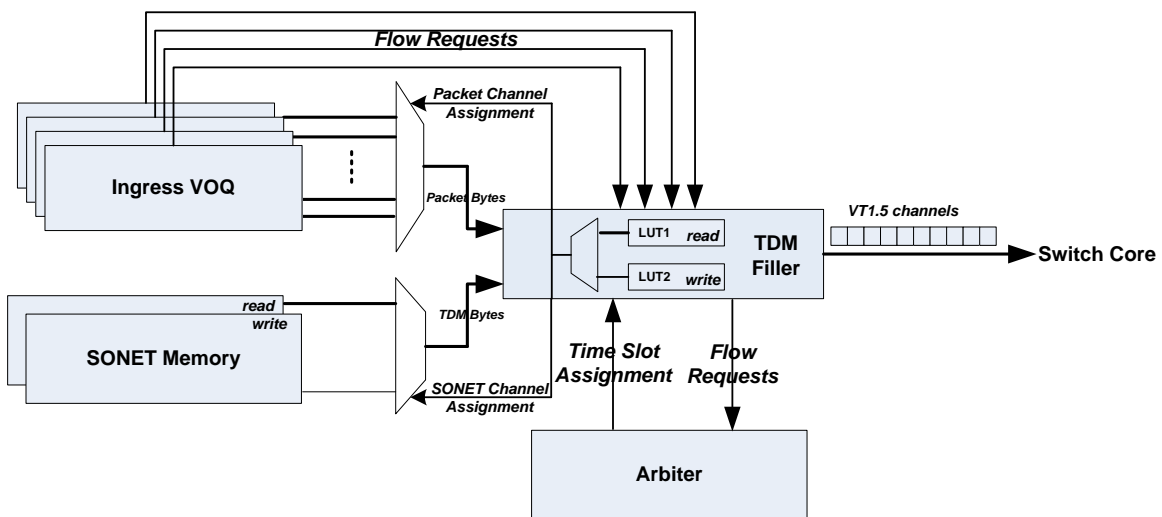 Flow Requests
Packet Channel
Assignment
Ingress VOQ
Packet Bytes
VT1.5 channels
LUT1 read
TDM
Filler
Switch Core
LUT2 write
read
write
SONET Memory
TDM Bytes
Time Slot
Assignment
Flow
Requests
SONET Channel
Assignment
Arbiter